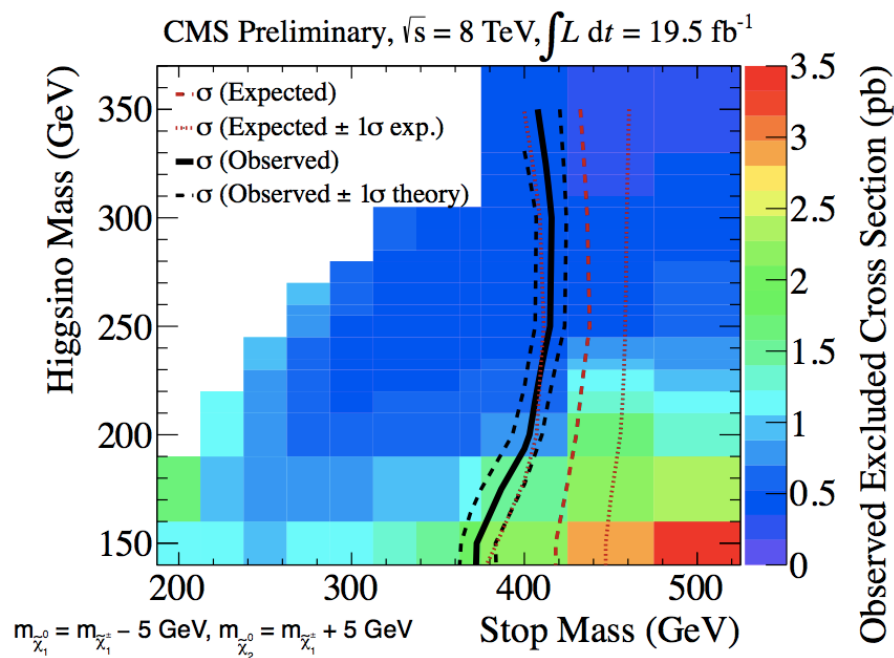 CMS Preliminary, √s = 8 TeV, ∫L dt = 19.5 fb⁻¹
Higgsino Mass (GeV)
350
300
250
200
150
σ (Expected)
σ (Expected ± 1σ exp.)
σ (Observed)
σ (Observed ± 1σ theory)
3.5
3
2.5
2
1.5
1
0.5
0
Observed Excluded Cross Section (pb)
200
300
400
500
Stop Mass (GeV)
m_χ̃₁⁰ = m_χ̃₁± − 5 GeV, m_χ̃₂⁰ = m_χ̃₁± + 5 GeV